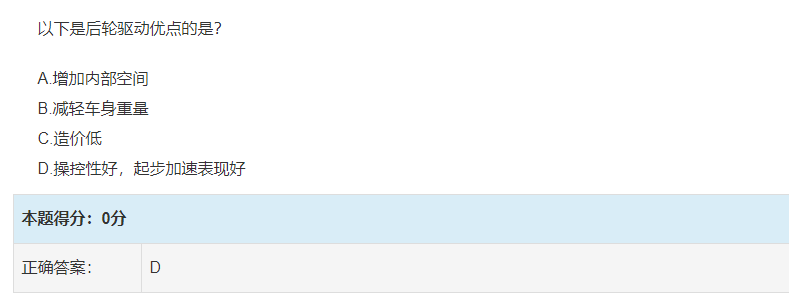 以下是后轮驱动优点的是?
A.增加内部空间
B.减轻车身重量
C.造价低
D.操控性好，起步加速表现好
本题得分：0分
正确答案： D